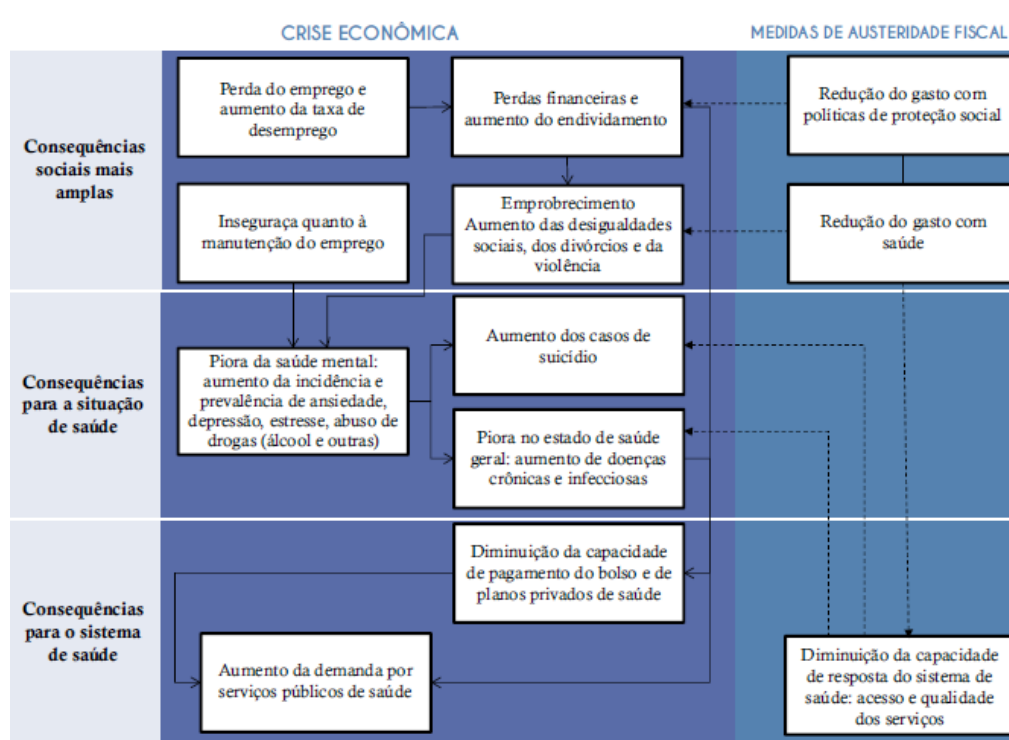 CRISE ECONÔMICA
MEDIDAS DE AUSTERIDADE FISCAL
Consequências
sociais mais
amplas
Perda do emprego e
aumento da taxa de
desemprego
Perdas financeiras e
aumento do endividamento
Redução do gasto com
políticas de proteção social
Inseguraça quanto à
manutenção do emprego
Emprobrecimento
Aumento das desigualdades
sociais, dos divórcios e da
violência
Redução do gasto com
saúde
Consequências
para a situação
de saúde
Piora da saúde mental:
aumento da incidência e
prevalência de ansiedade,
depressão, estresse, abuso de
drogas (álcool e outras)
Aumento dos casos de
suicídio
Piora no estado de saúde
geral: aumento de doenças
crônicas e infecciosas
Consequências
para o sistema
de saúde
Diminuição da capacidade
de pagamento do bolso e de
planos privados de saúde
Aumento da demanda por
serviços públicos de saúde
Diminuição da capacidade
de resposta do sistema de
saúde: acesso e qualidade
dos serviços